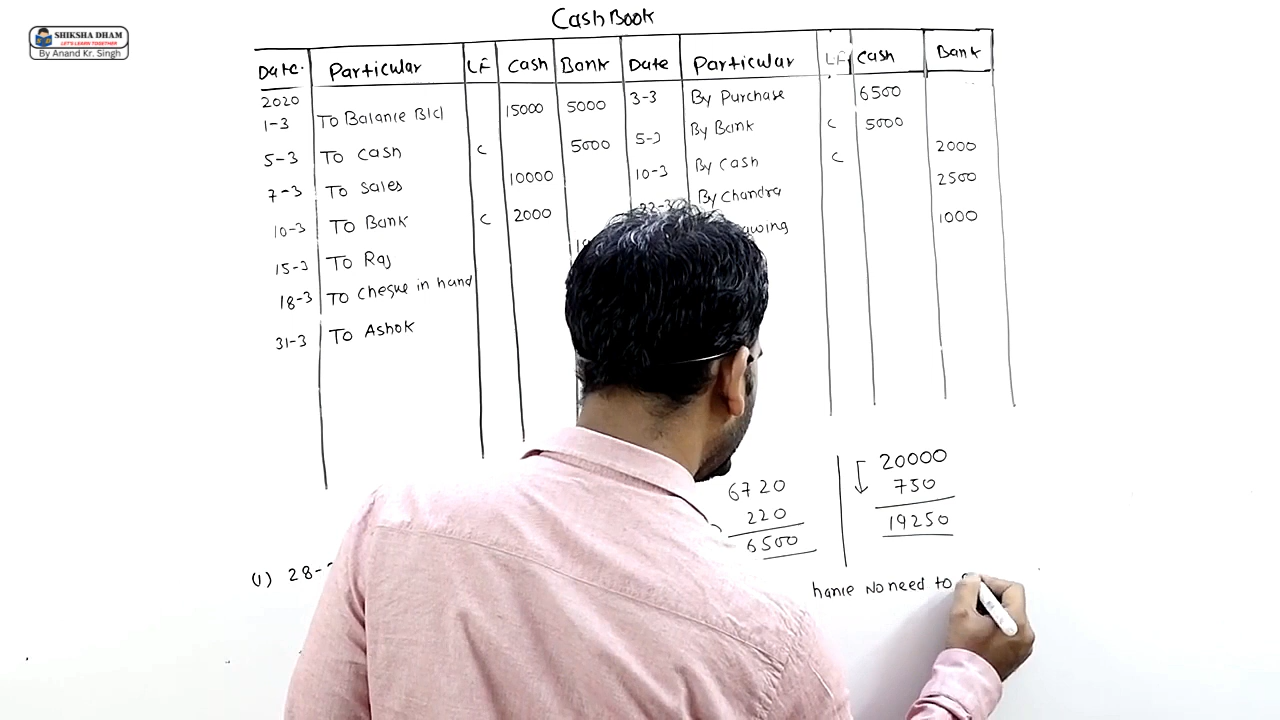 SHIKSHA DHAM
LET'S LEARN TOGETHER
By Anand Kr. Singh
Cash Book
Date. Particular LF Cash Bank Date Particular LF Cash Bank
2020
1-3 To Balance B/d 15000 5000 3-3 By Purchase 6500
5-3 To Cash C 5000 5-3 By Bank C 5000
7-3 To Sales 10000 10-3 By Cash C 2000
10-3 To Bank C 2000 22-3 By Chandra 2500
15-3 To Raj 1000
18-3 To Cheque in hand
31-3 To Ashok
6720
220
6500
20000
750
19250
(1) 28- hance No need to